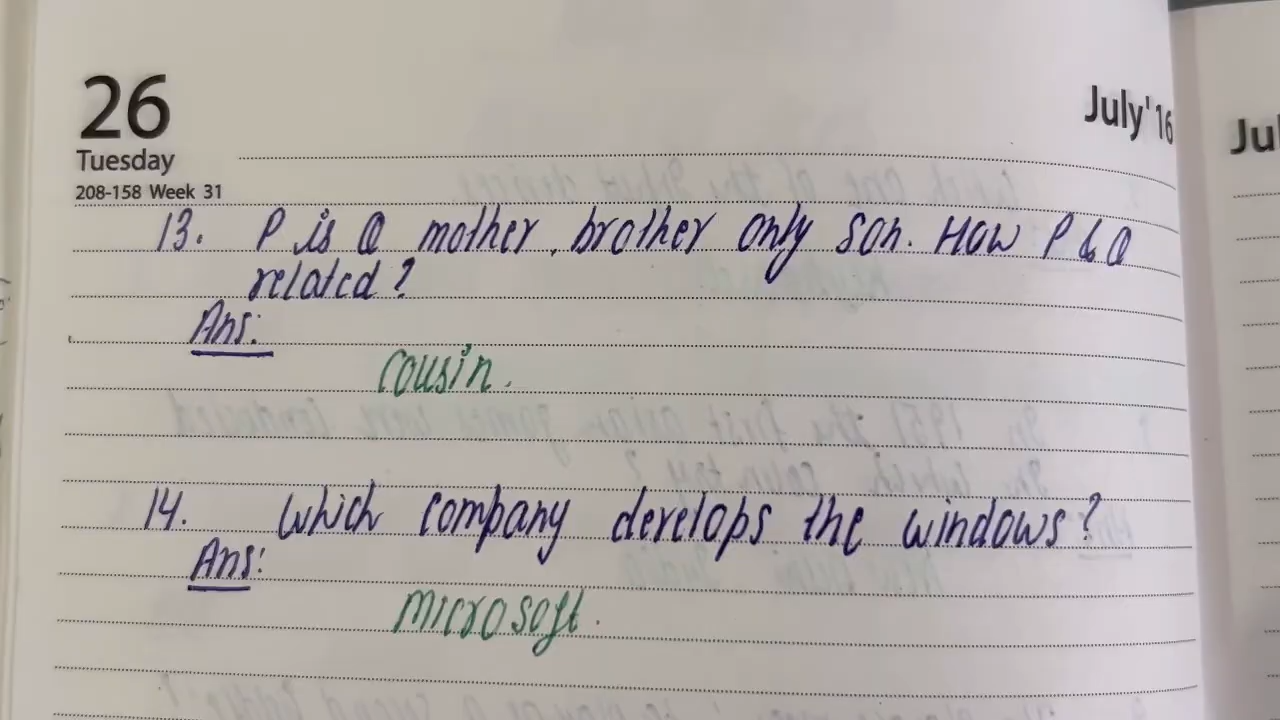 26
July'16
Tuesday
208-158 Week 31
13. P is Q mother, brother only son. How P & Q
related?
Ans:
cousin.
14. Which company develops the windows?
Ans:
microsoft.
Jul